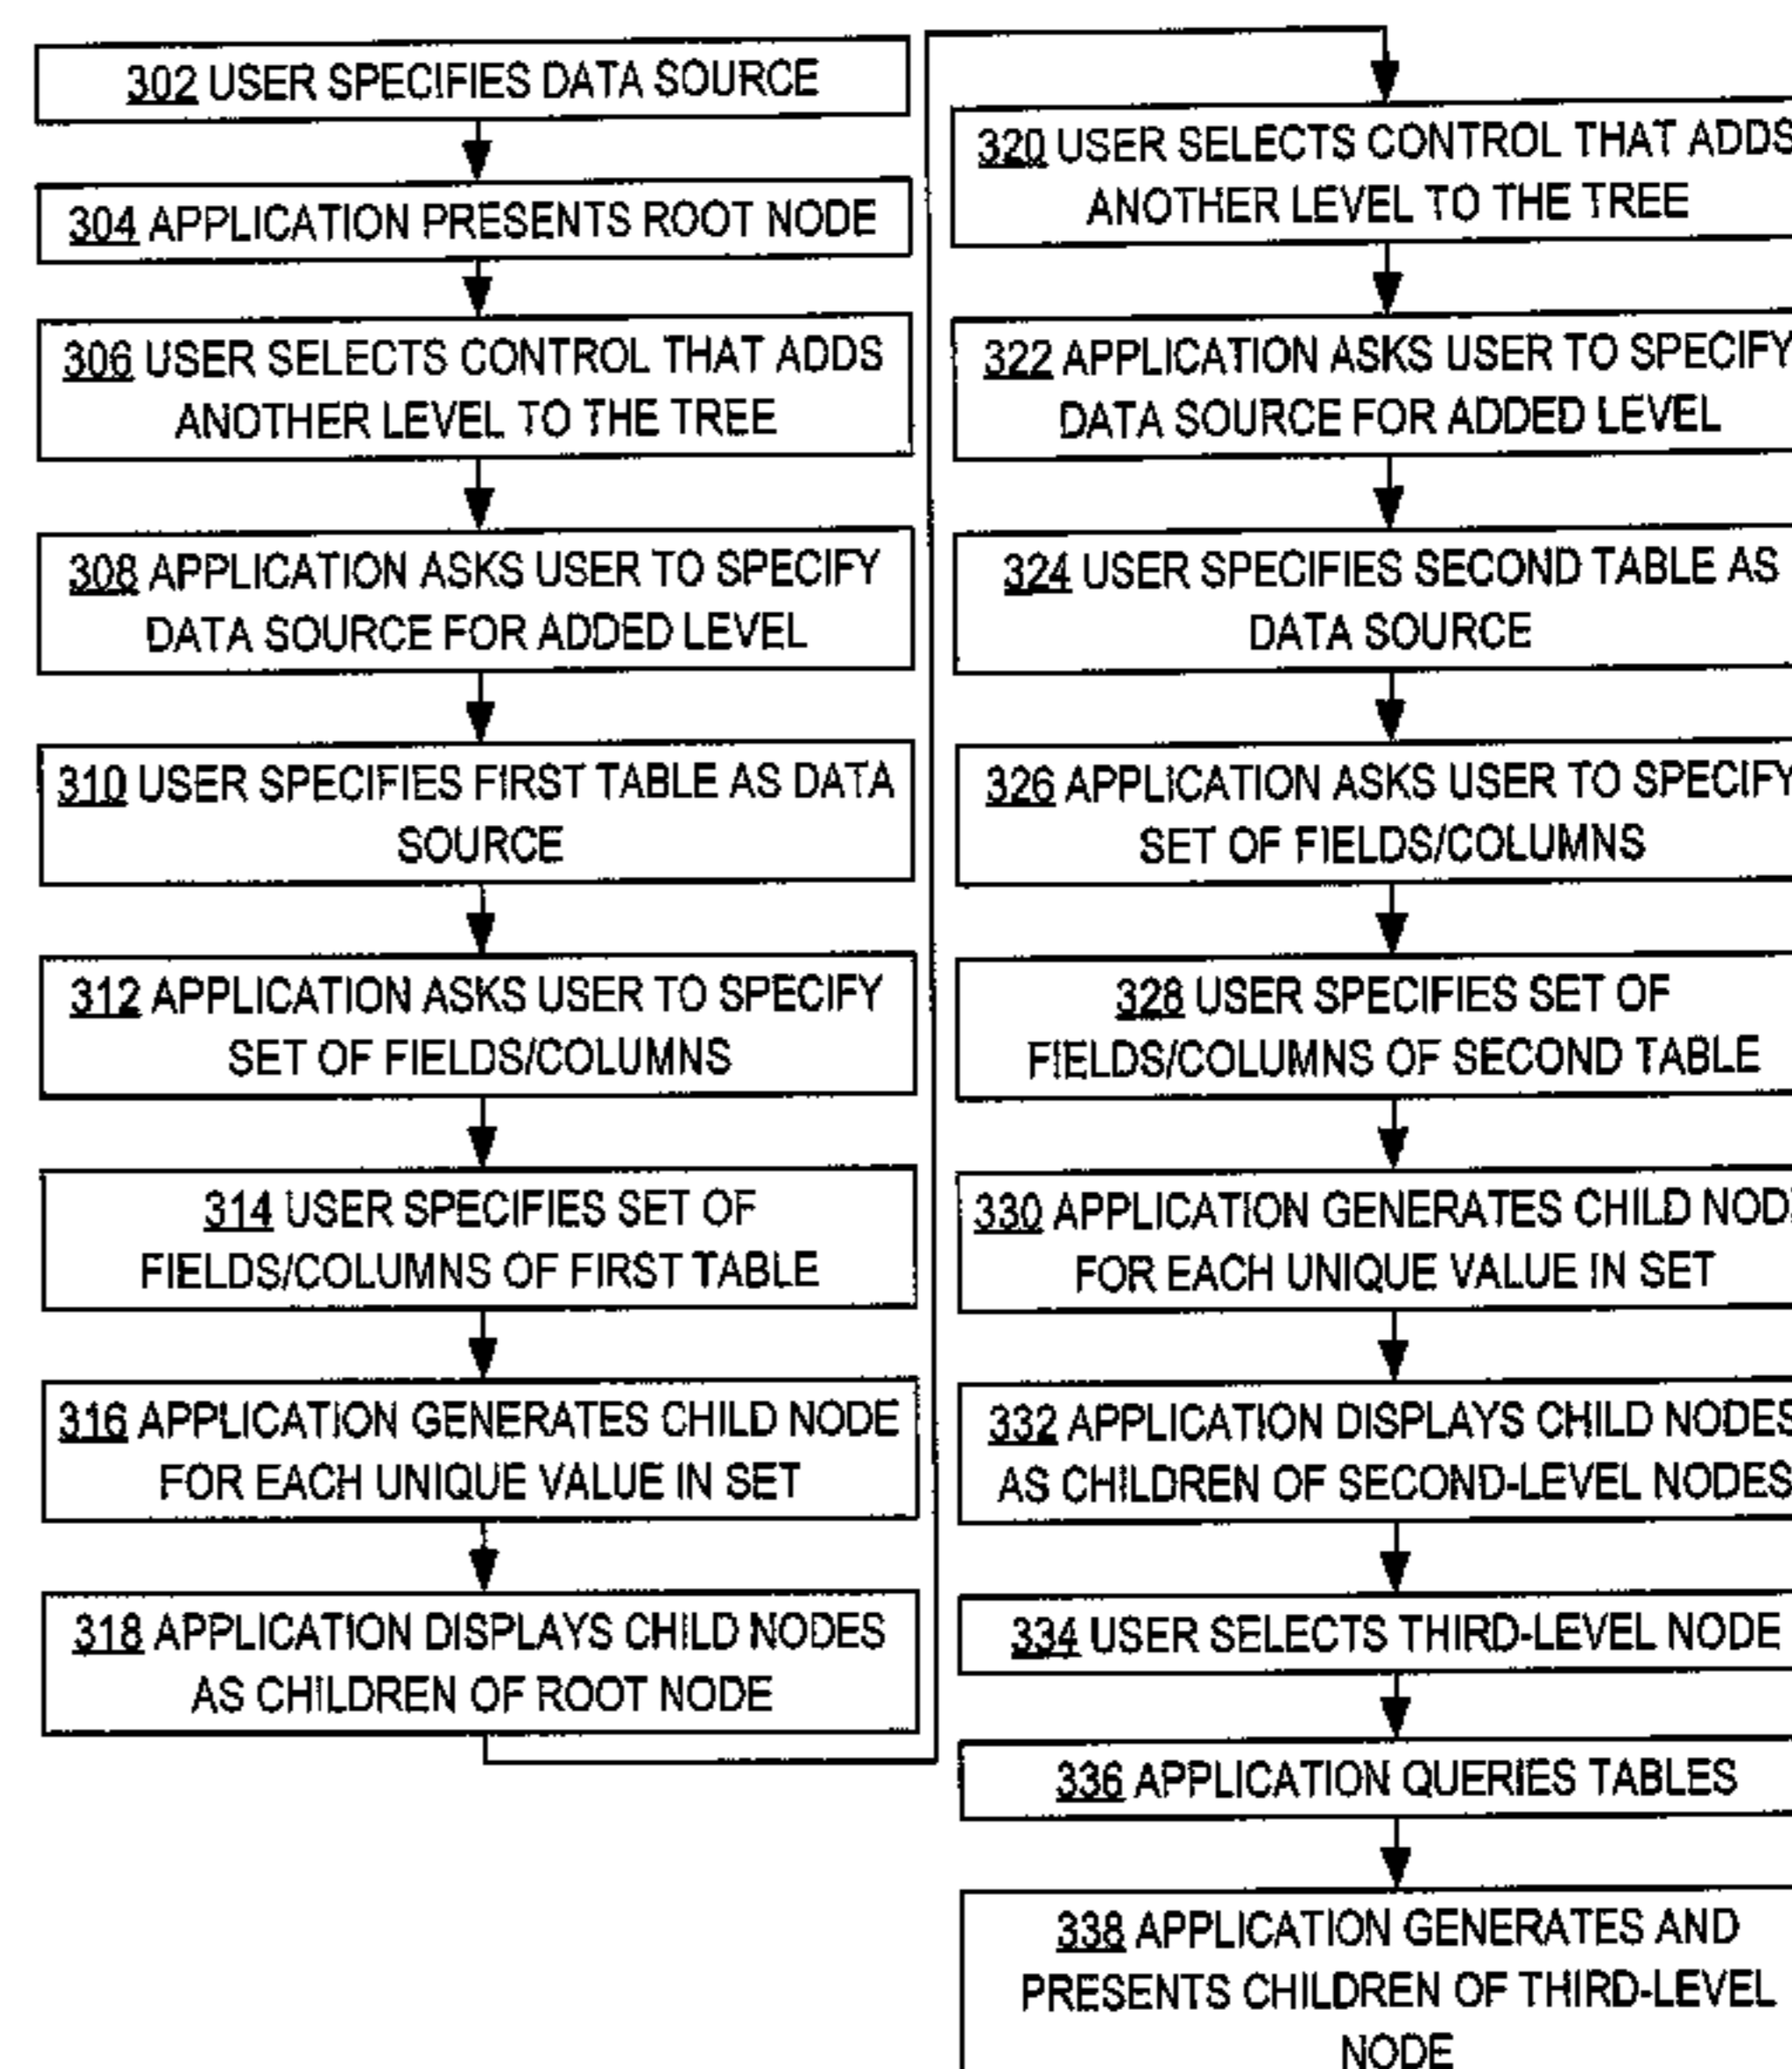 302 USER SPECIFIES DATA SOURCE
304 APPLICATION PRESENTS ROOT NODE
306 USER SELECTS CONTROL THAT ADDS
ANOTHER LEVEL TO THE TREE
308 APPLICATION ASKS USER TO SPECIFY
DATA SOURCE FOR ADDED LEVEL
310 USER SPECIFIES FIRST TABLE AS DATA
SOURCE
312 APPLICATION ASKS USER TO SPECIFY
SET OF FIELDS/COLUMNS
314 USER SPECIFIES SET OF
FIELDS/COLUMNS OF FIRST TABLE
316 APPLICATION GENERATES CHILD NODE
FOR EACH UNIQUE VALUE IN SET
318 APPLICATION DISPLAYS CHILD NODES
AS CHILDREN OF ROOT NODE
320 USER SELECTS CONTROL THAT ADDS
ANOTHER LEVEL TO THE TREE
322 APPLICATION ASKS USER TO SPECIFY
DATA SOURCE FOR ADDED LEVEL
324 USER SPECIFIES SECOND TABLE AS
DATA SOURCE
326 APPLICATION ASKS USER TO SPECIFY
SET OF FIELDS/COLUMNS
328 USER SPECIFIES SET OF
FIELDS/COLUMNS OF SECOND TABLE
330 APPLICATION GENERATES CHILD NOD
FOR EACH UNIQUE VALUE IN SET
332 APPLICATION DISPLAYS CHILD NODES
AS CHILDREN OF SECOND-LEVEL NODES
334 USER SELECTS THIRD-LEVEL NODE
336 APPLICATION QUERIES TABLES
338 APPLICATION GENERATES AND
PRESENTS CHILDREN OF THIRD-LEVEL
NODE